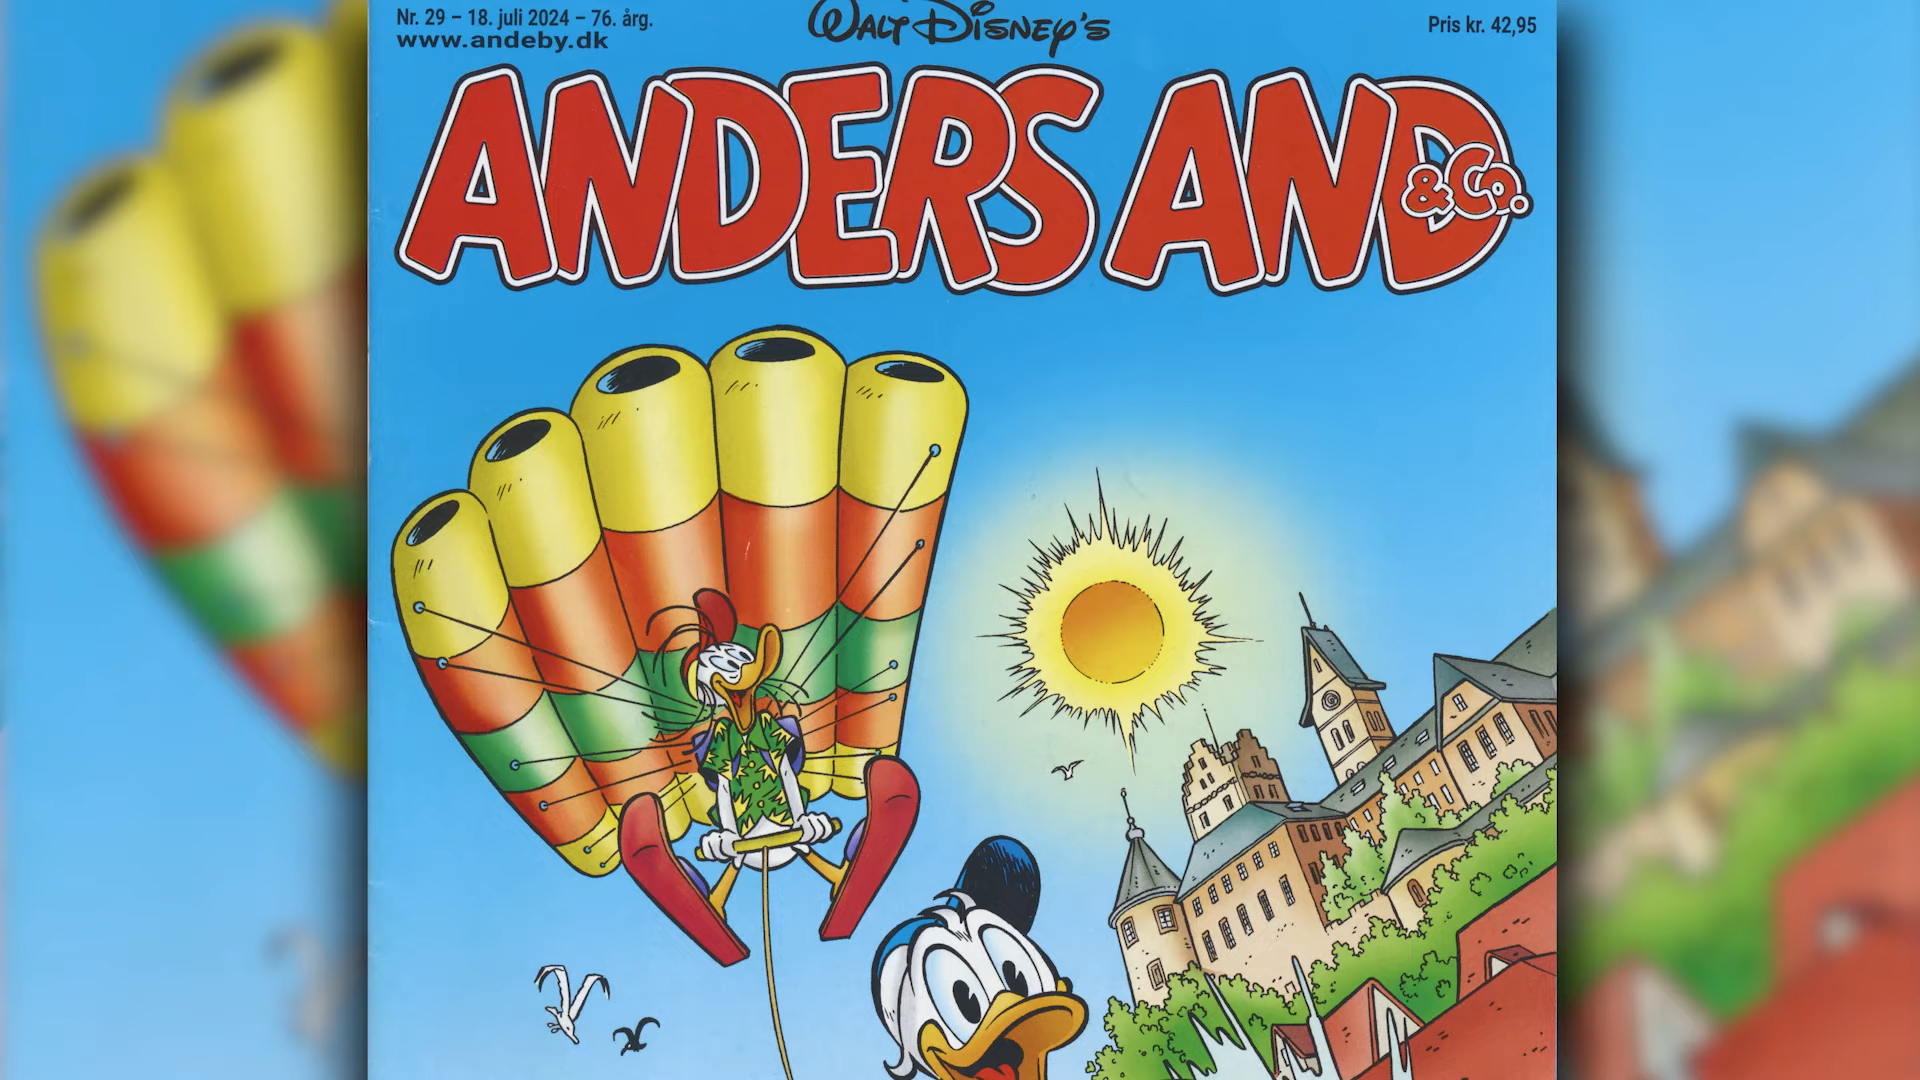 Nr. 29 – 18. juli 2024 – 76. årg.
www.andeby.dk
WALT DISNEY'S
Pris kr. 42,95
ANDERS AND
& Co.